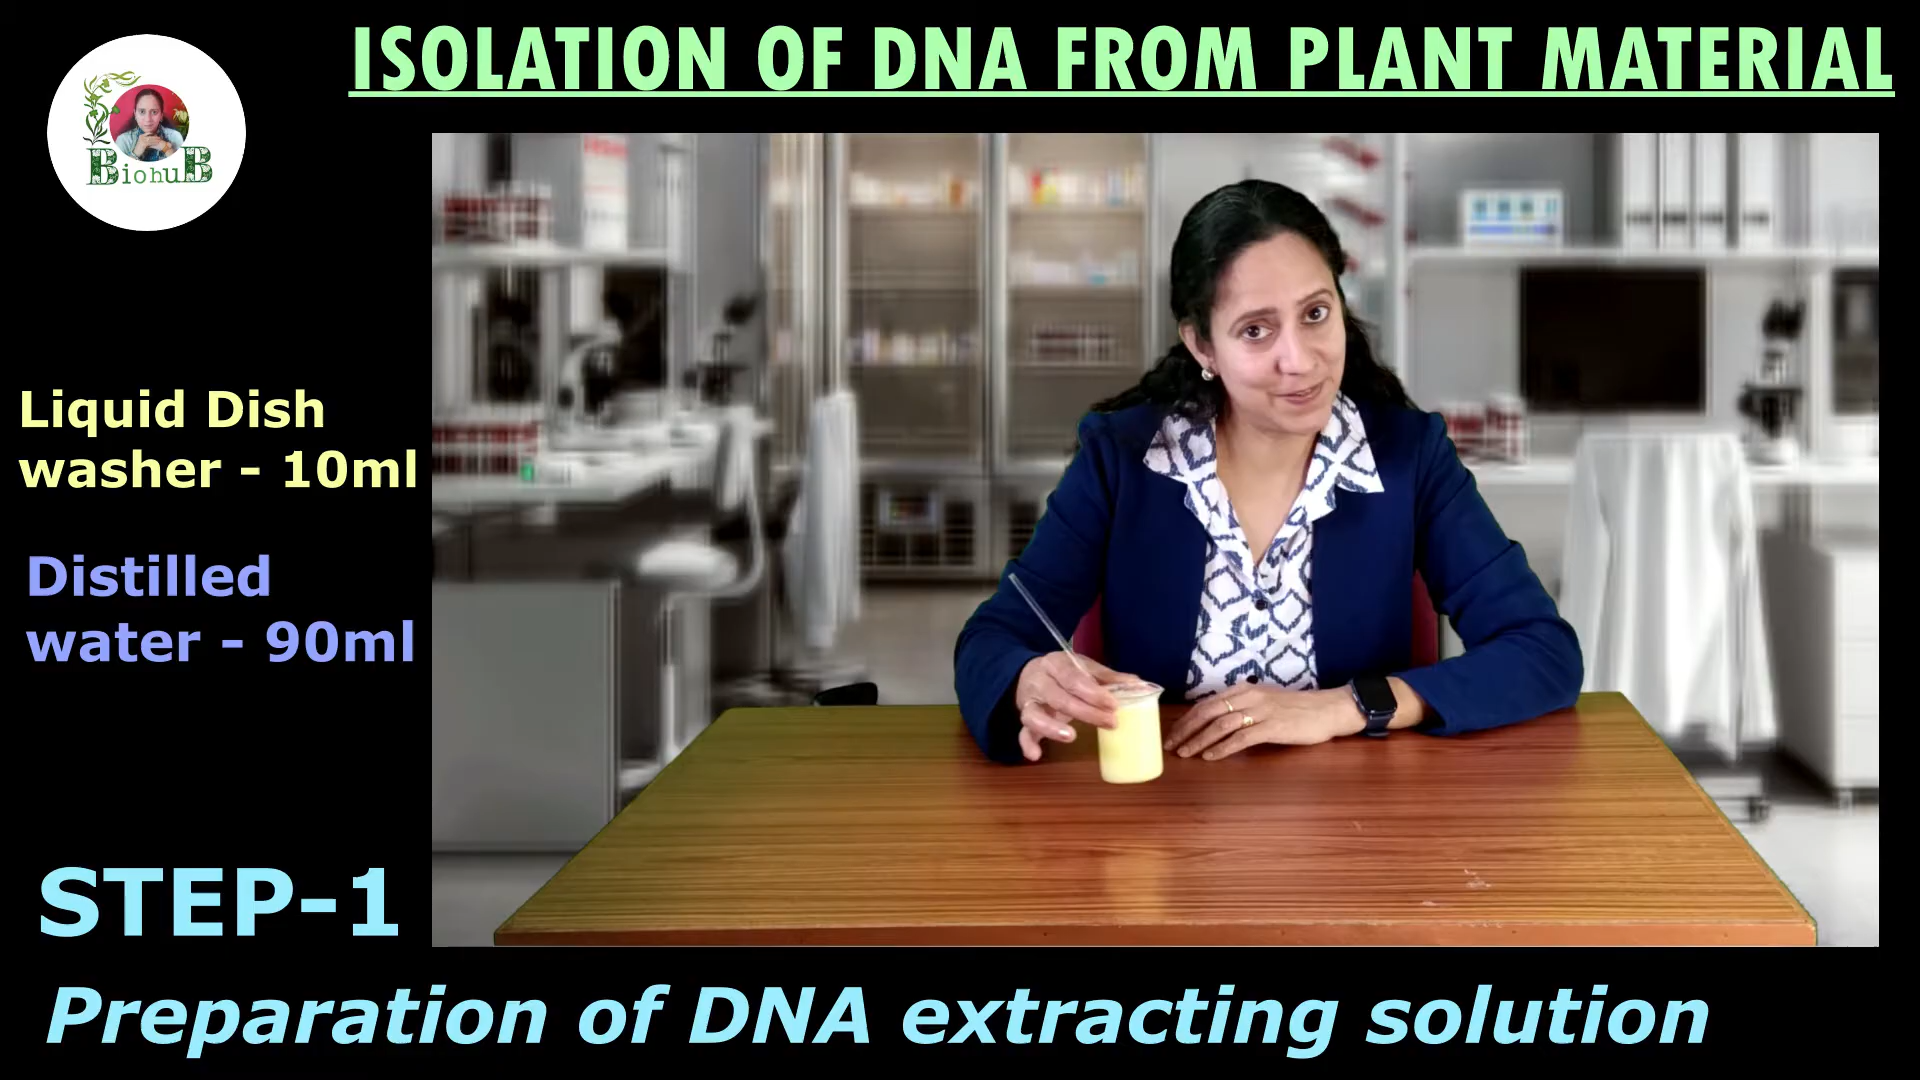 ISOLATION OF DNA FROM PLANT MATERIAL
BiohuB
Liquid Dish
washer - 10ml
Distilled
water - 90ml
STEP-1
Preparation of DNA extracting solution